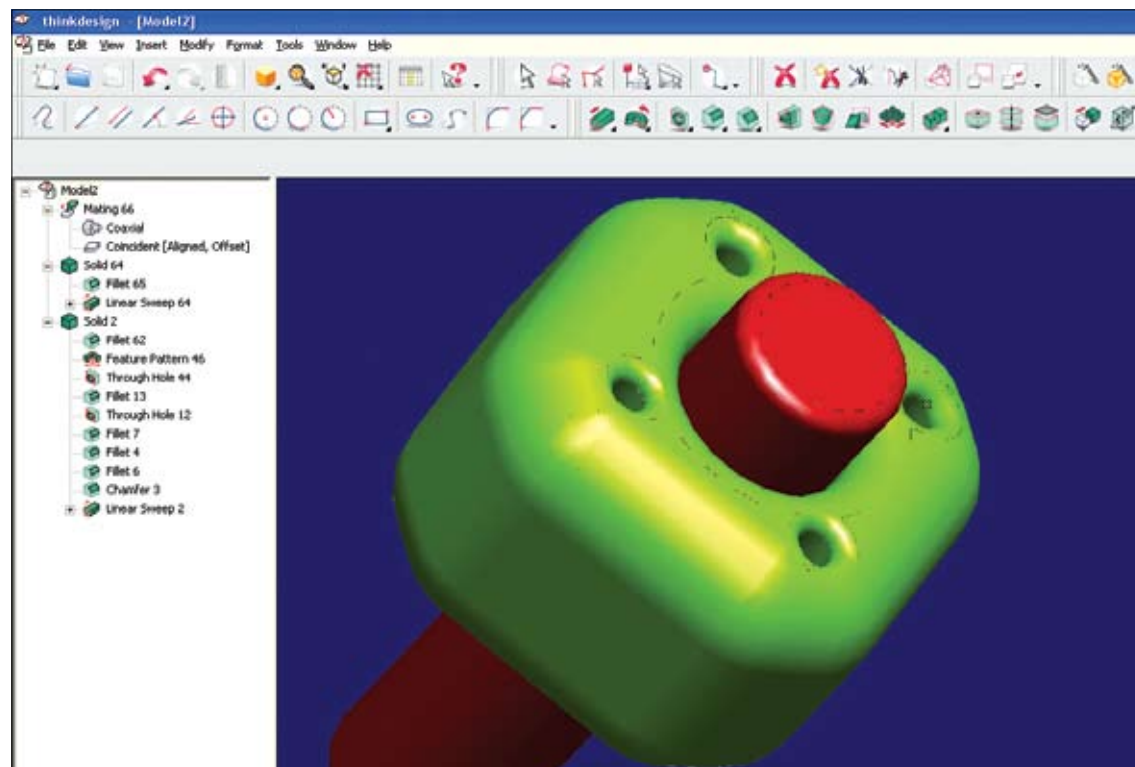 thinkdesign - [Model2]
File Edit View Insert Modify Format Tools Window Help
Model2
Mating 66
Coaxial
Coincident [Aligned, Offset]
Solid 64
Fillet 65
Linear Sweep 64
Solid 2
Fillet 62
Feature Pattern 46
Through Hole 44
Fillet 13
Through Hole 12
Fillet 7
Fillet 4
Fillet 6
Chamfer 3
Linear Sweep 2